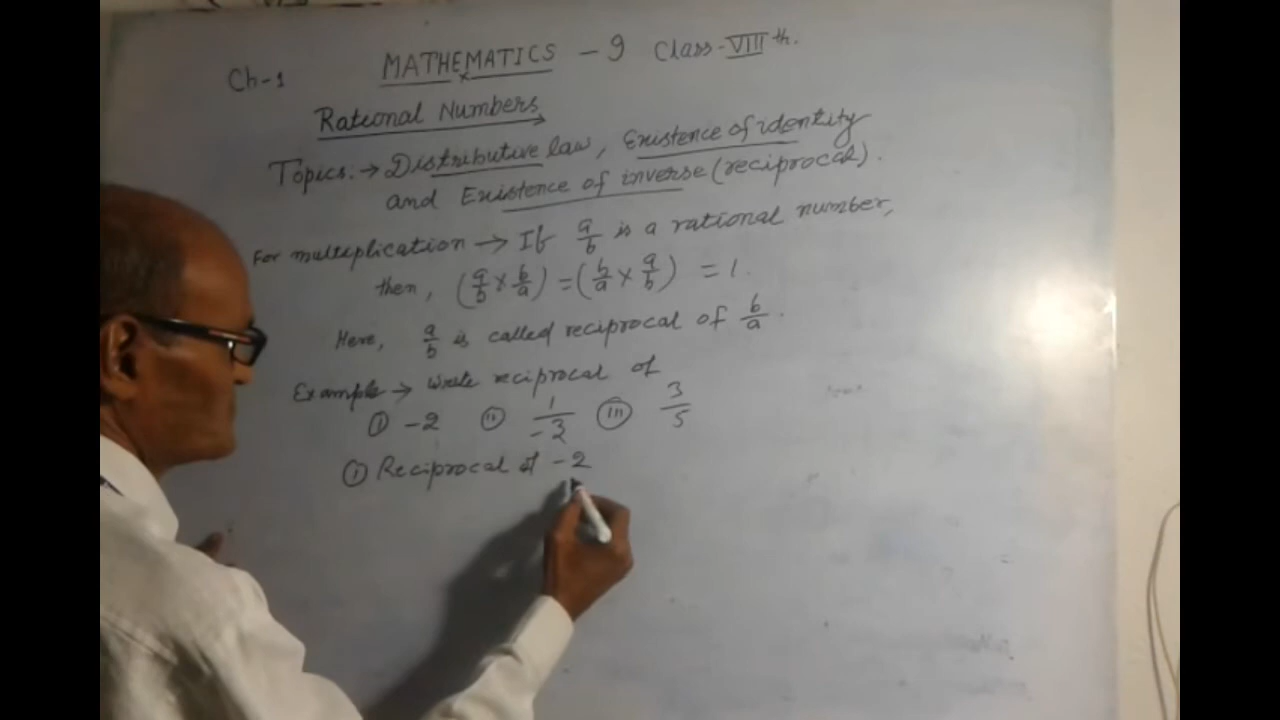 Ch-1 MATHEMATICS - 9 Class-VIIIth.
Rational Numbers
Topics:→ Distributive law, Existence of identity
and Existence of inverse (reciprocal).
For multiplication → If a/b is a rational number,
then, (a/b × b/a) = (b/a × a/b) = 1.
Here, a/b is called reciprocal of b/a.
Example → Write reciprocal of
(i) -2 (ii) 1/-3 (iii) 3/5
(i) Reciprocal of -2